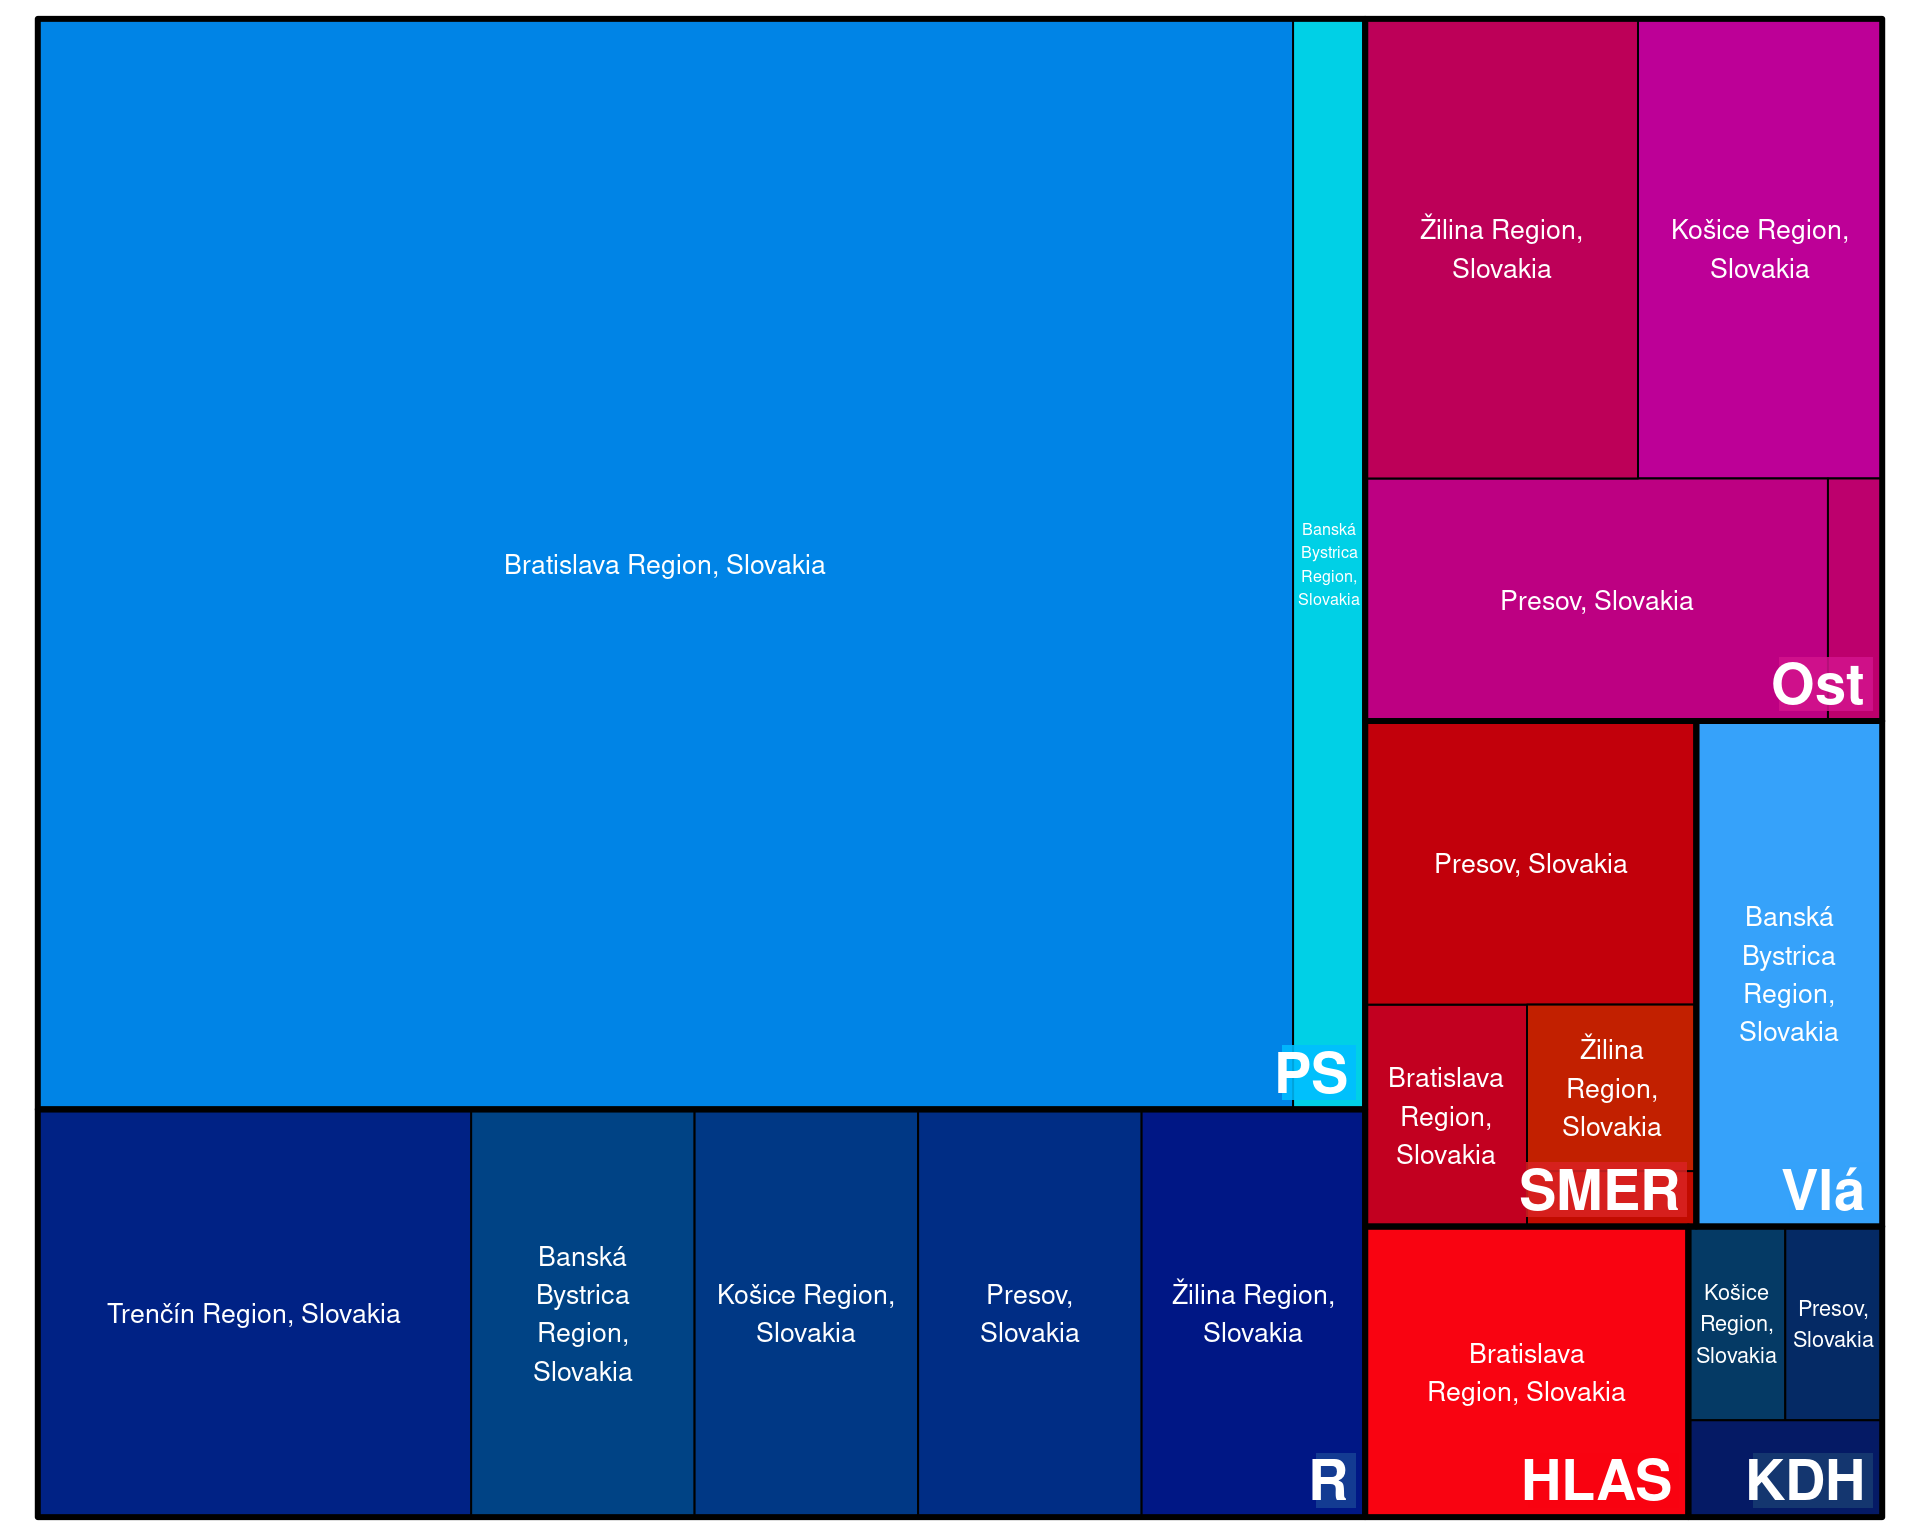 Bratislava Region, Slovakia
Banská
Bystrica
Region,
Slovakia
PS
Žilina Region,
Slovakia
Košice Region,
Slovakia
Presov, Slovakia
Ost
Presov, Slovakia
Bratislava
Region,
Slovakia
Žilina
Region,
Slovakia
SMER
Banská
Bystrica
Region,
Slovakia
Vlá
Trenčín Region, Slovakia
Banská
Bystrica
Region,
Slovakia
Košice Region,
Slovakia
Presov,
Slovakia
Žilina Region,
Slovakia
R
Bratislava
Region, Slovakia
HLAS
Košice
Region,
Slovakia
Presov,
Slovakia
KDH